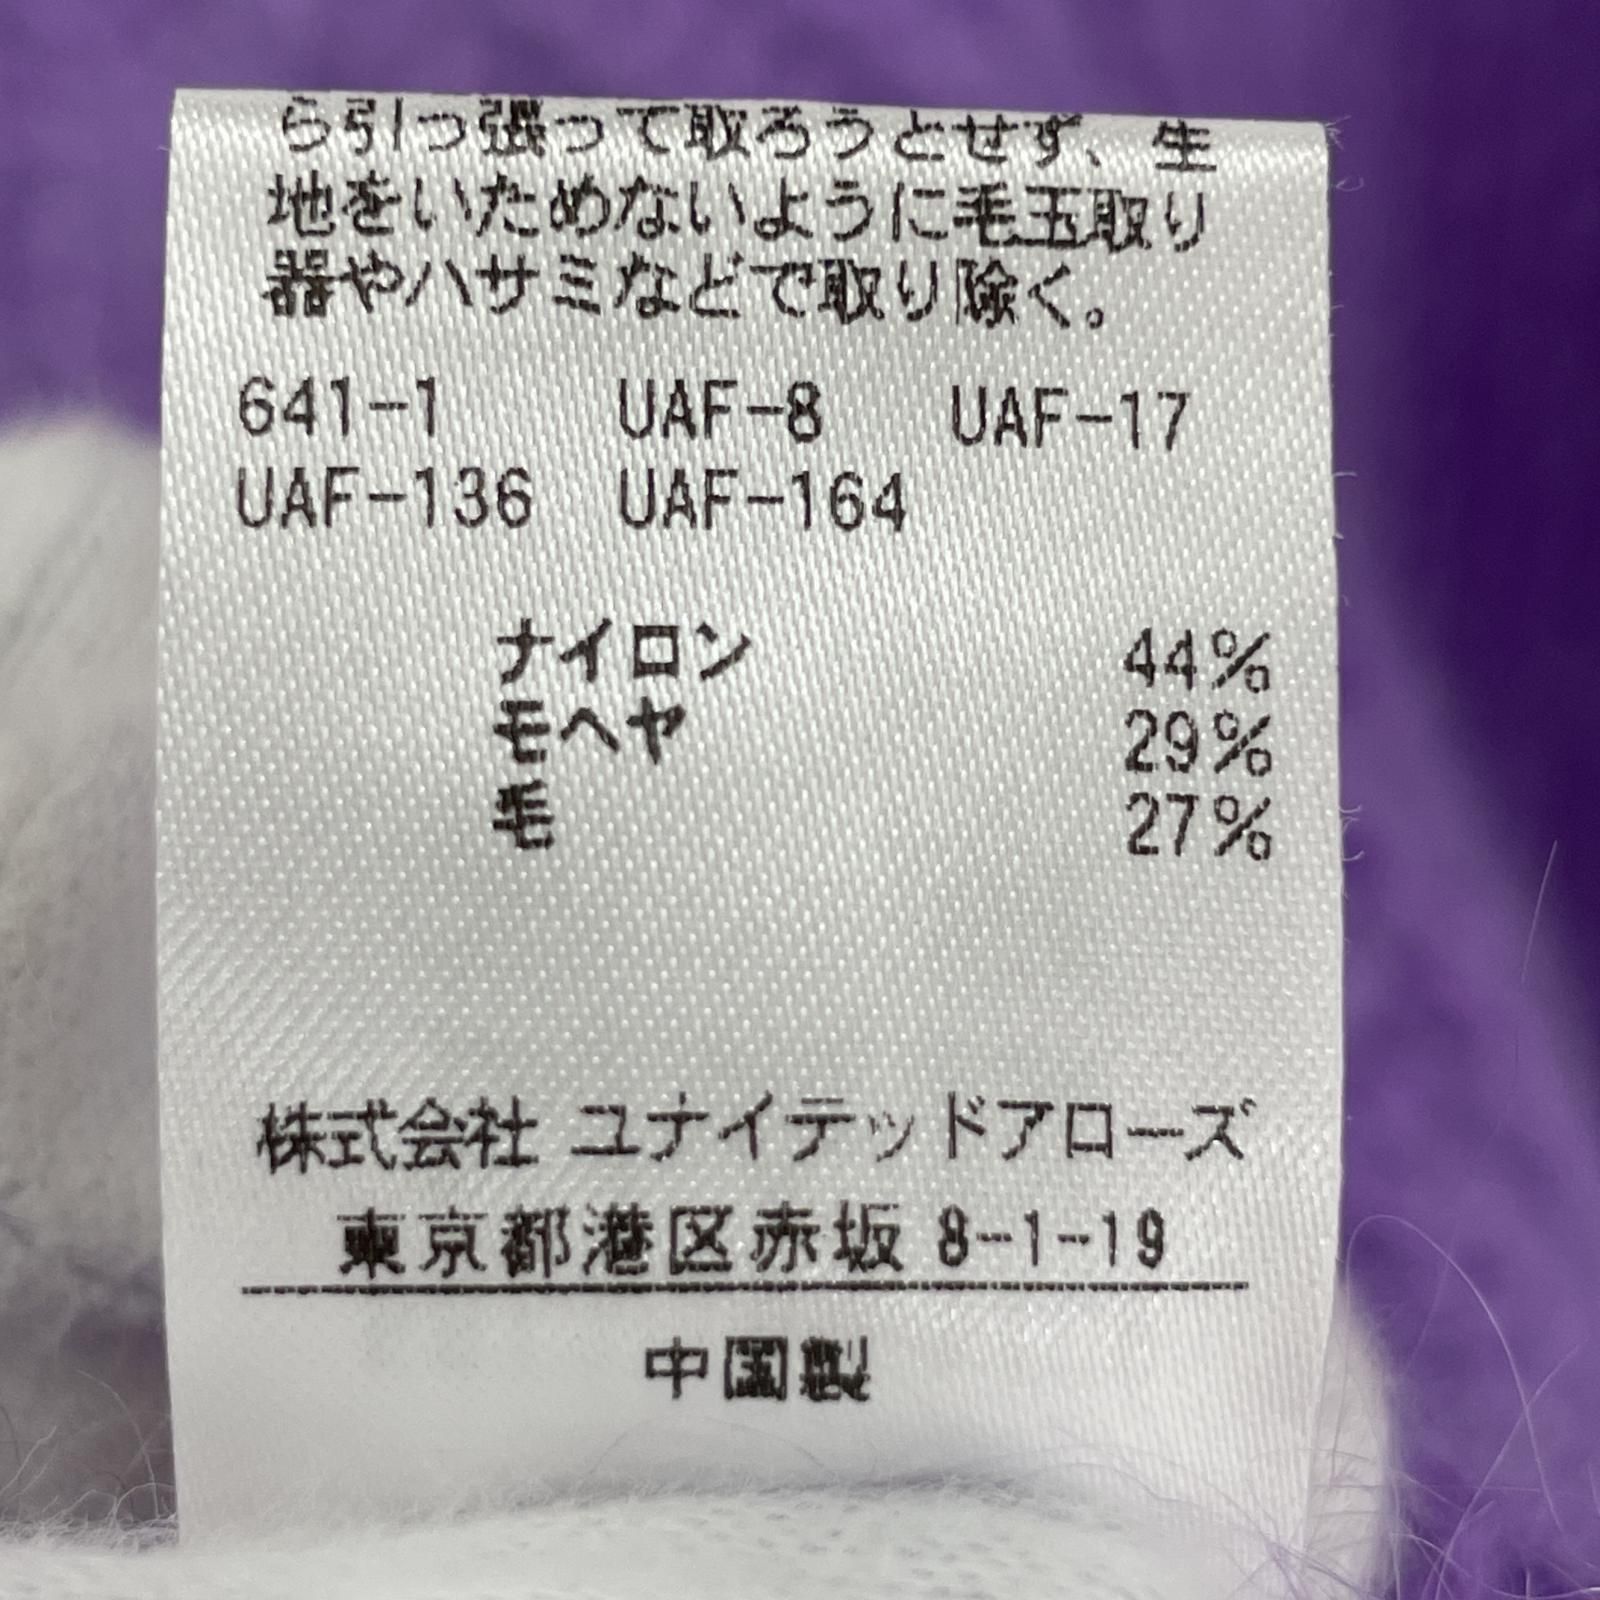 ら引っ張って取ろうとせず、生
地をいためないように毛玉取り
器やハサミなどで取り除く。
641-1 UAF-8 UAF-17
UAF-136 UAF-164
ナイロン 44%
モヘヤ 29%
毛 27%
株式会社 ユナイテッドアローズ
東京都港区赤坂 8-1-19
中国製